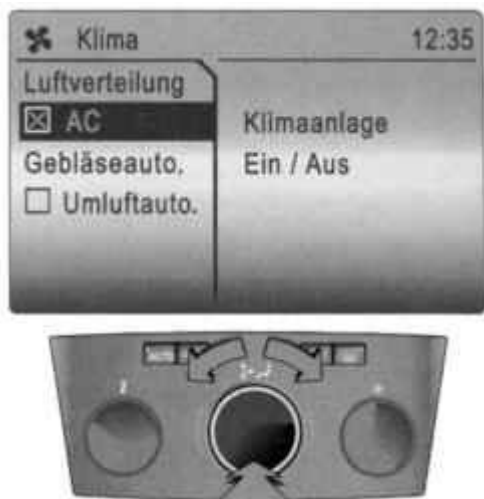 Klima 12:35
Luftverteilung
AC
Gebläseauto.
Umluftauto.
Klimaanlage
Ein / Aus